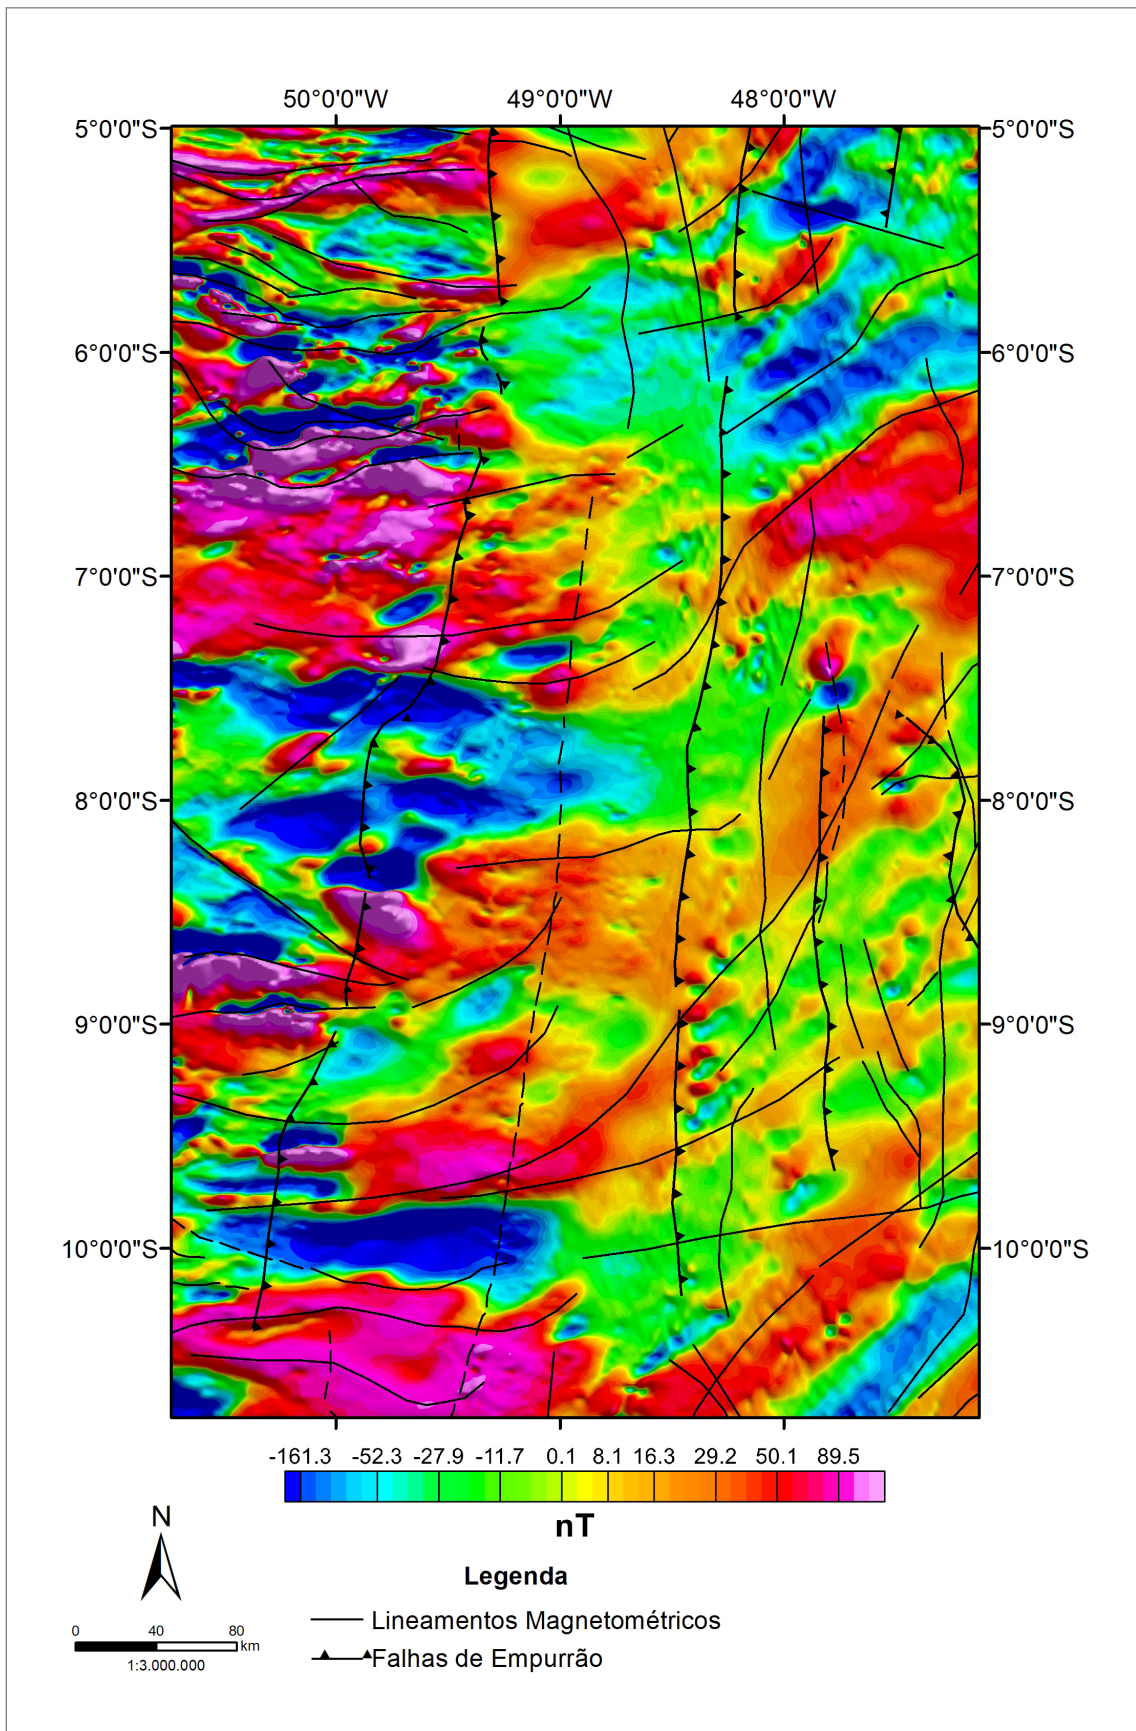 50°0'0"W 49°0'0"W 48°0'0"W
5°0'0"S 5°0'0"S
6°0'0"S 6°0'0"S
7°0'0"S 7°0'0"S
8°0'0"S 8°0'0"S
9°0'0"S 9°0'0"S
10°0'0"S 10°0'0"S
-161.3 -52.3 -27.9 -11.7 0.1 8.1 16.3 29.2 50.1 89.5
nT
N
Legenda
0 40 80
km
1:3.000.000
Lineamentos Magnetométricos
Falhas de Empurrão